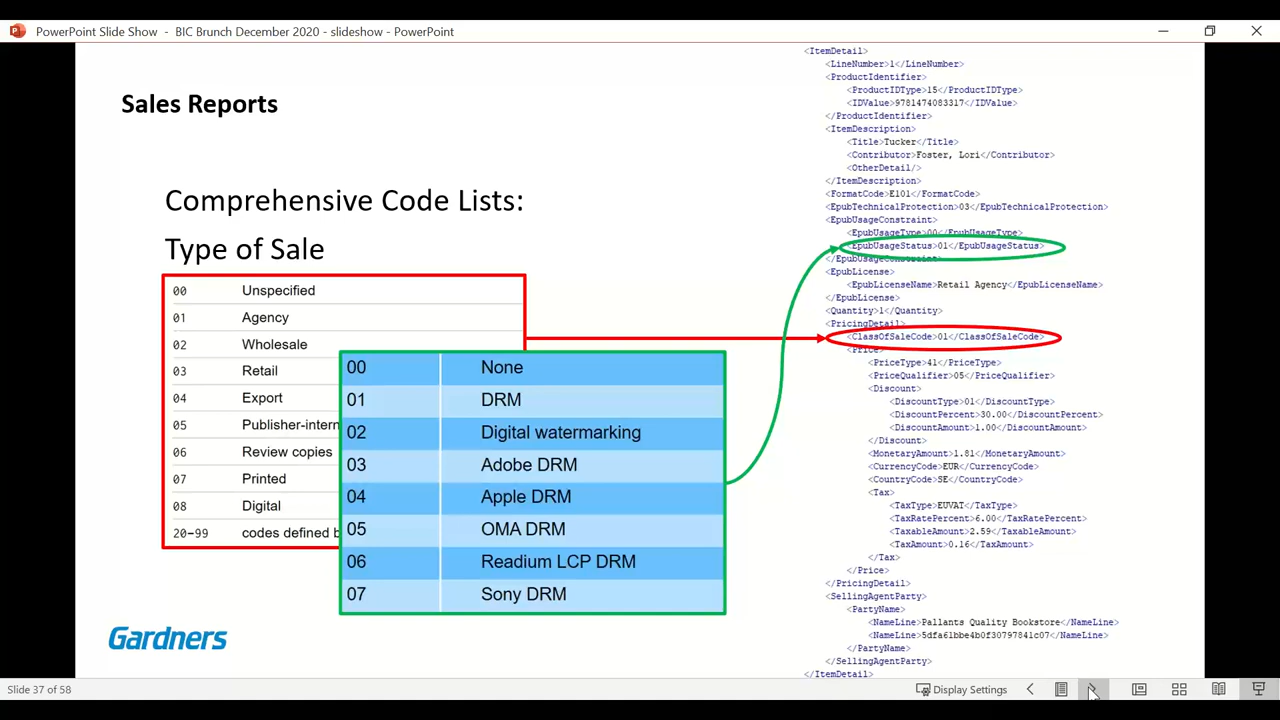 PowerPoint Slide Show - BIC Brunch December 2020 - slideshow - PowerPoint
Sales Reports
Comprehensive Code Lists:
Type of Sale
00 Unspecified
01 Agency
02 Wholesale
03 Retail
04 Export
05 Publisher-intern
06 Review copies
07 Printed
08 Digital
20-99 codes defined b
00 None
01 DRM
02 Digital watermarking
03 Adobe DRM
04 Apple DRM
05 OMA DRM
06 Readium LCP DRM
07 Sony DRM
Gardners
<ItemDetail>
<LineNumber>1</LineNumber>
<ProductIdentifier>
<ProductIDType>15</ProductIDType>
<IDValue>9781474083317</IDValue>
</ProductIdentifier>
<ItemDescription>
<Title>Tucker</Title>
<Contributor>Foster, Lori</Contributor>
<OtherDetail/>
</ItemDescription>
<FormatCode>E101</FormatCode>
<EpubTechnicalProtection>03</EpubTechnicalProtection>
<EpubUsageConstraint>
<EpubUsageType>00</EpubUsageType>
<EpubUsageStatus>01</EpubUsageStatus>
</EpubUsageConstraint>
<EpubLicense>
<EpubLicenseName>Retail Agency</EpubLicenseName>
</EpubLicense>
<Quantity>1</Quantity>
<PricingDetail>
<ClassOfSaleCode>01</ClassOfSaleCode>
<Price>
<PriceType>41</PriceType>
<PriceQualifier>05</PriceQualifier>
<Discount>
<DiscountType>01</DiscountType>
<DiscountPercent>30.00</DiscountPercent>
<DiscountAmount>1.00</DiscountAmount>
</Discount>
<MonetaryAmount>1.81</MonetaryAmount>
<CurrencyCode>EUR</CurrencyCode>
<CountryCode>SE</CountryCode>
<Tax>
<TaxType>EUVAT</TaxType>
<TaxRatePercent>6.00</TaxRatePercent>
<TaxableAmount>2.59</TaxableAmount>
<TaxAmount>0.16</TaxAmount>
</Tax>
</Price>
</PricingDetail>
<SellingAgentParty>
<PartyName>
<NameLine>Pallants Quality Bookstore</NameLine>
<NameLine>5dfa61bbe4b0f30797841c07</NameLine>
</PartyName>
</SellingAgentParty>
</ItemDetail>
Slide 37 of 58
Display Settings